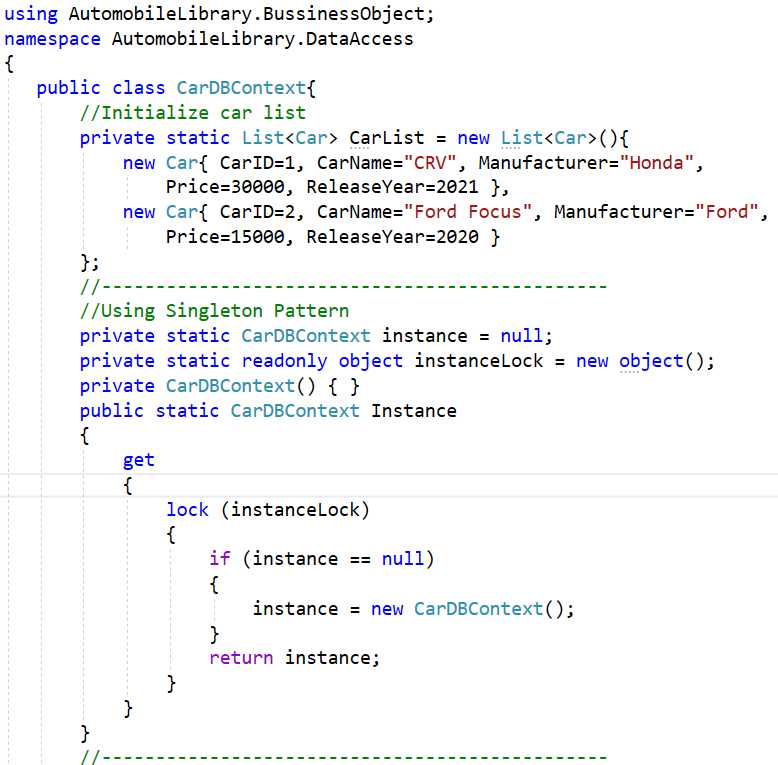 using AutomobileLibrary.BussinessObject;
namespace AutomobileLibrary.DataAccess
{
    public class CarDBContext{
        //Initialize car list
        private static List<Car> CarList = new List<Car>(){
            new Car{ CarID=1, CarName="CRV", Manufacturer="Honda",
                Price=30000, ReleaseYear=2021 },
            new Car{ CarID=2, CarName="Ford Focus", Manufacturer="Ford",
                Price=15000, ReleaseYear=2020 }
        };
        //-----------------------------------------------
        //Using Singleton Pattern
        private static CarDBContext instance = null;
        private static readonly object instanceLock = new object();
        private CarDBContext() { }
        public static CarDBContext Instance
        {
            get
            {
                lock (instanceLock)
                {
                    if (instance == null)
                    {
                        instance = new CarDBContext();
                    }
                    return instance;
                }
            }
        }
        //-----------------------------------------------